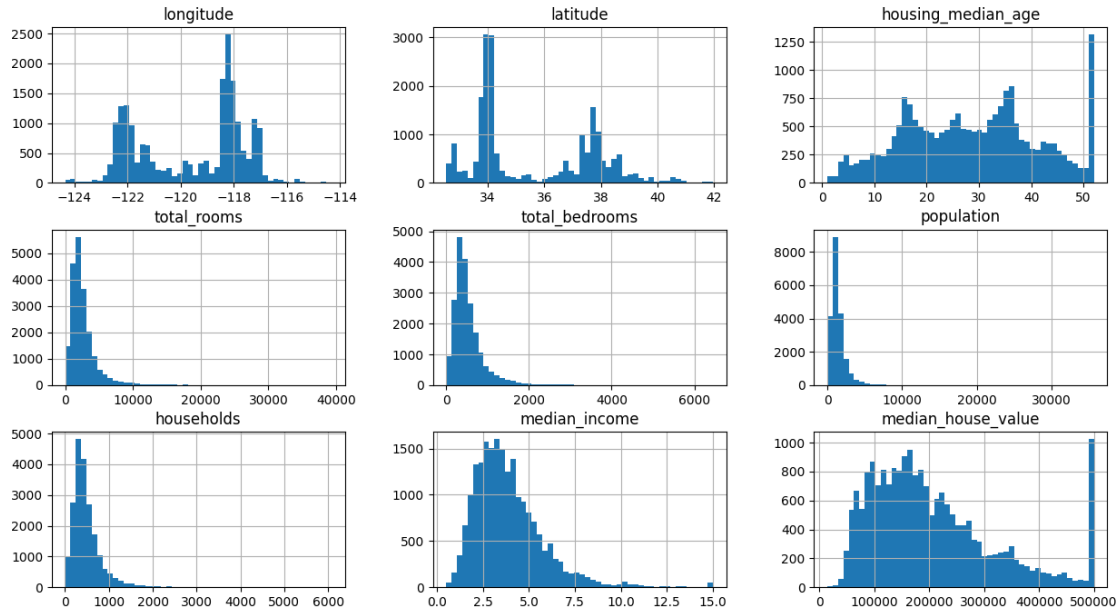 longitude
2500
2000
1500
1000
500
0
−124 −122 −120 −118 −116 −114
latitude
3000
2000
1000
0
34 36 38 40 42
housing_median_age
1250
1000
750
500
250
0
0 10 20 30 40 50
total_rooms
5000
4000
3000
2000
1000
0
0 10000 20000 30000 40000
total_bedrooms
5000
4000
3000
2000
1000
0
0 2000 4000 6000
population
8000
6000
4000
2000
0
0 10000 20000 30000
households
5000
4000
3000
2000
1000
0
0 1000 2000 3000 4000 5000 6000
median_income
1500
1000
500
0
2.5 5.0 7.5 10.0 12.5 15.0
median_house_value
1000
800
600
400
200
0
0 100000 200000 300000 400000 500000